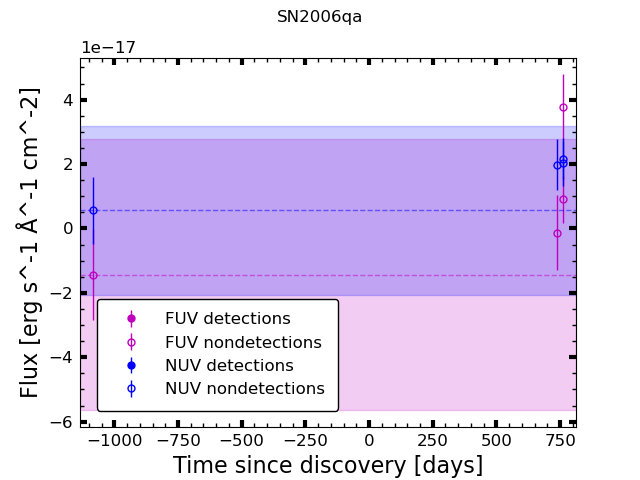 SN2006qa
1e−17
4
2
0
−2
−4
−6
Flux [erg s^-1 Å^-1 cm^-2]
FUV detections
FUV nondetections
NUV detections
NUV nondetections
−1000 −750 −500 −250 0 250 500 750
Time since discovery [days]